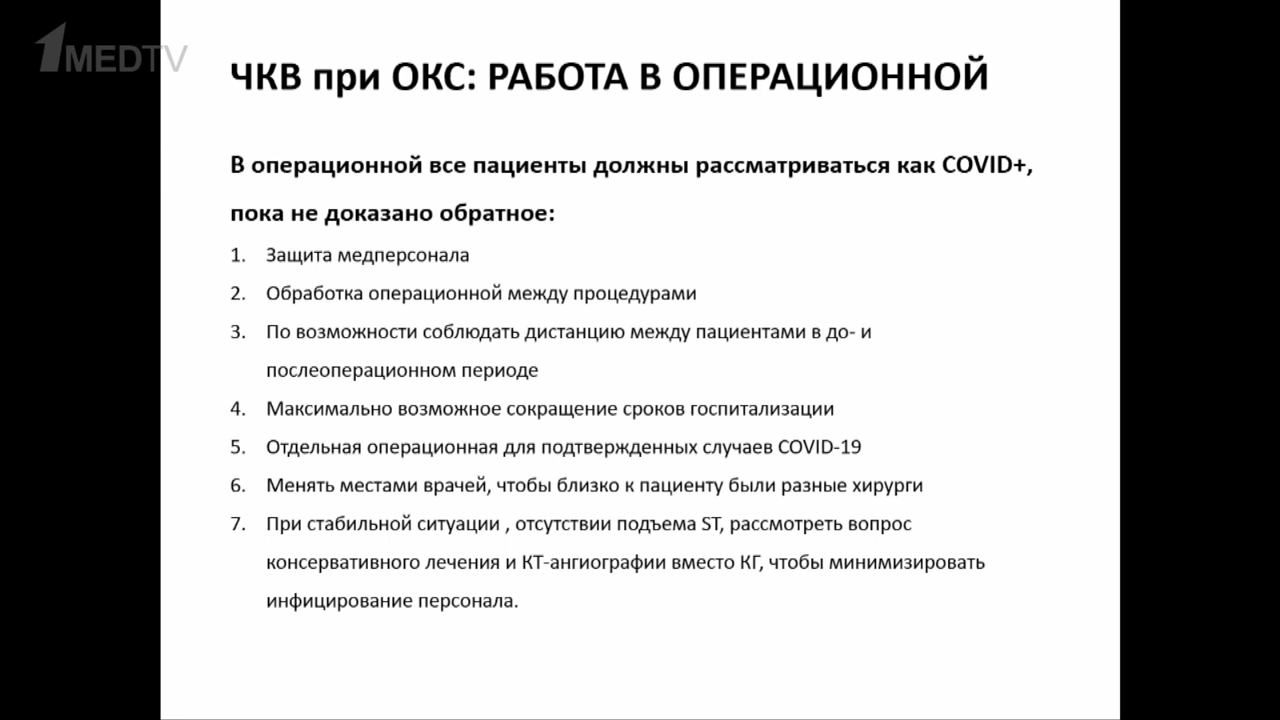 1MEDTV
ЧКВ при ОКС: РАБОТА В ОПЕРАЦИОННОЙ
В операционной все пациенты должны рассматриваться как COVID+,
пока не доказано обратное:
1. Защита медперсонала
2. Обработка операционной между процедурами
3. По возможности соблюдать дистанцию между пациентами в до- и
послеоперационном периоде
4. Максимально возможное сокращение сроков госпитализации
5. Отдельная операционная для подтвержденных случаев COVID-19
6. Менять местами врачей, чтобы близко к пациенту были разные хирурги
7. При стабильной ситуации , отсутствии подъема ST, рассмотреть вопрос
консервативного лечения и КТ-ангиографии вместо КГ, чтобы минимизировать
инфицирование персонала.